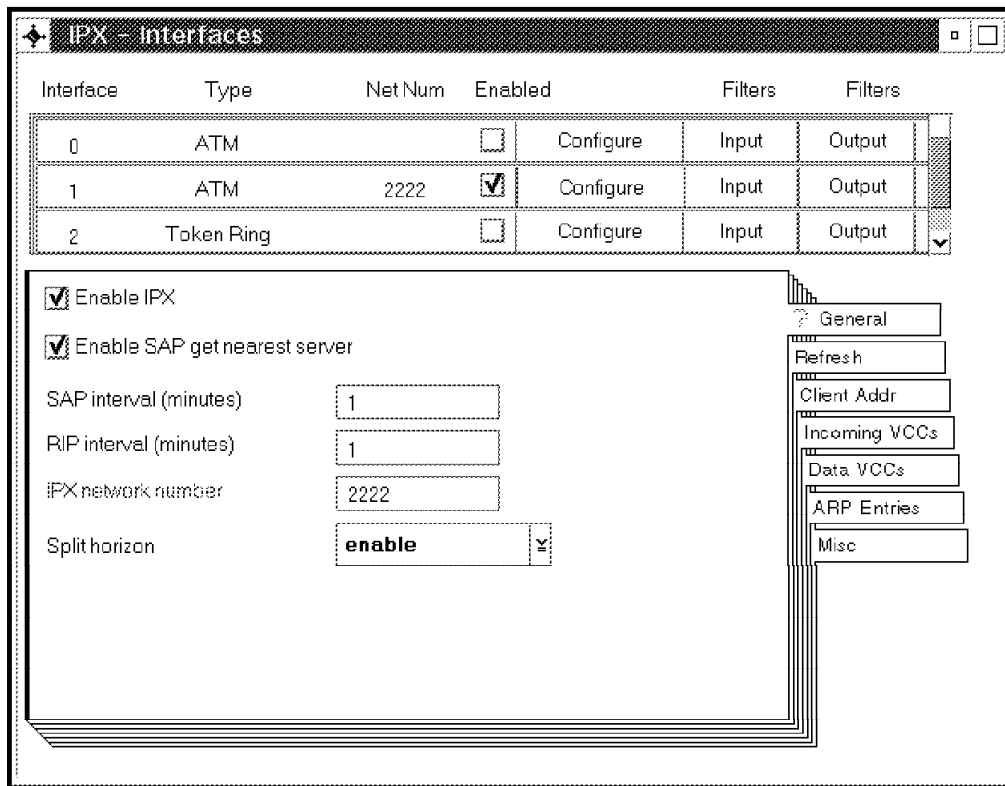 IPX - Interfaces
Interface Type Net Num Enabled Filters Filters
0 ATM Configure Input Output
1 ATM 2222 Configure Input Output
2 Token Ring Configure Input Output
Enable IPX
Enable SAP get nearest server
SAP interval (minutes) 1
RIP interval (minutes) 1
IPX network number 2222
Split horizon enable
? General
Refresh
Client Addr
Incoming VCCs
Data VCCs
ARP Entries
Misc